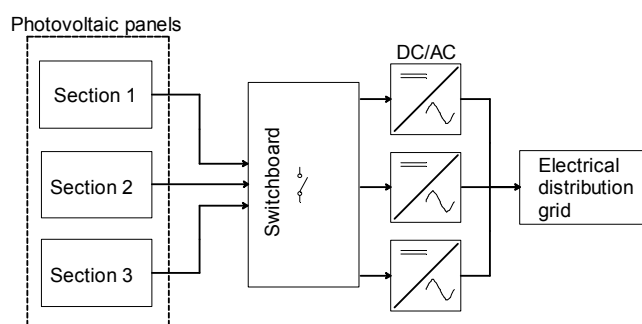 Photovoltaic panels
Section 1
Section 2
Section 3
Switchboard
DC/AC
Electrical
distribution
grid